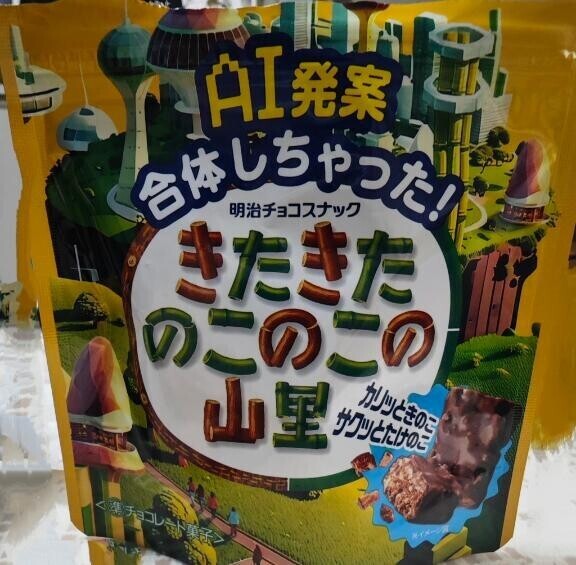 AI発案
合体しちゃった!
明治チョコスナック
きたきた
のこのこの
山里
カリッときのこ
サクッとたけのこ
<準チョコレート菓子>
※イメージ図